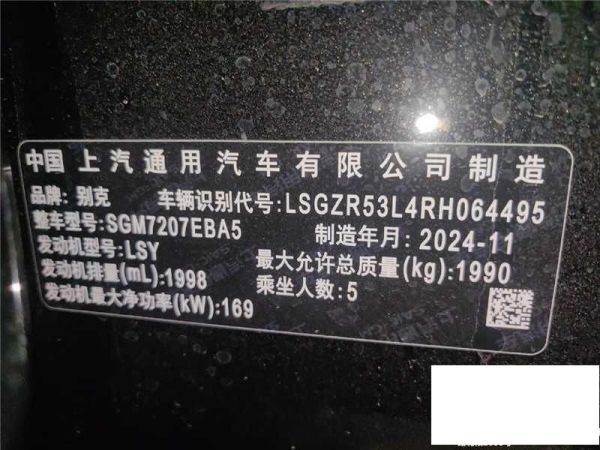 中国上汽通用汽车有限公司制造
品牌: 别克 车辆识别代号:LSGZR53L4RH064495
整车型号:SGM7207EBA5 制造年月: 2024-11
发动机型号:LSY 最大允许总质量(kg):1990
发动机排量(mL):1998 乘坐人数:5
发动机最大净功率(kW):169